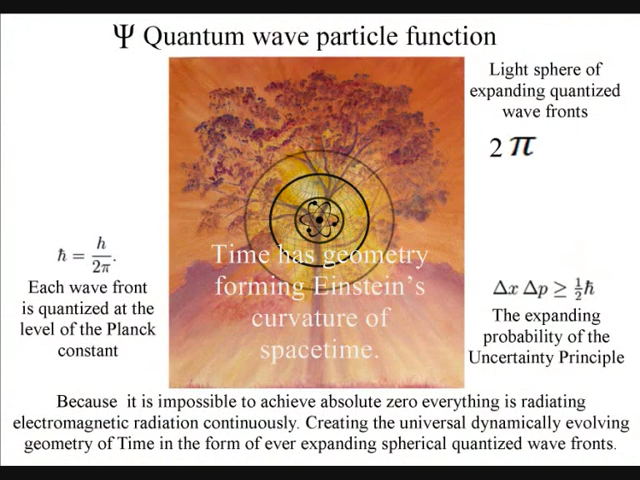 Ψ Quantum wave particle function
Light sphere of
expanding quantized
wave fronts
2 π
Time has geometry
forming Einstein's
curvature of
spacetime.
ħ = h/2π.
Each wave front
is quantized at the
level of the Planck
constant
Δx Δp ≥ ½ħ
The expanding
probability of the
Uncertainty Principle
Because it is impossible to achieve absolute zero everything is radiating
electromagnetic radiation continuously. Creating the universal dynamically evolving
geometry of Time in the form of ever expanding spherical quantized wave fronts.